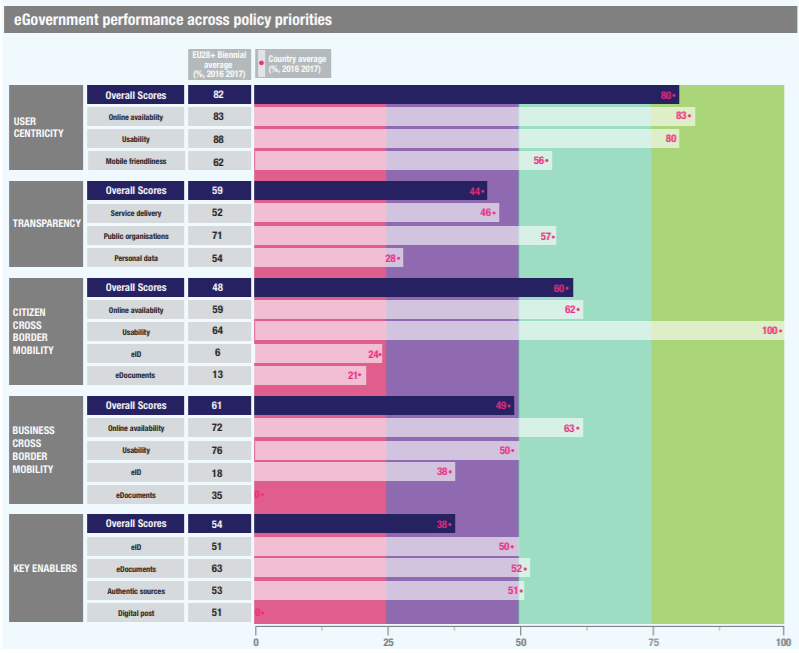 eGovernment performance across policy priorities
EU28+ Biennial
average
(%, 2016 2017)
Country average
(%, 2016 2017)
USER
CENTRICITY
Overall Scores 82 80
Online availablity 83 83
Usability 88 80
Mobile friendliness 62 56
TRANSPARENCY
Overall Scores 59 44
Service delivery 52 46
Public organisations 71 57
Personal data 54 28
CITIZEN
CROSS
BORDER
MOBILITY
Overall Scores 48 60
Online availablity 59 62
Usability 64 100
eID 6 24
eDocuments 13 21
BUSINESS
CROSS
BORDER
MOBILITY
Overall Scores 61 49
Online availability 72 63
Usability 76 50
eID 18 38
eDocuments 35 0
KEY ENABLERS
Overall Scores 54 38
eID 51 50
eDocuments 63 52
Authentic sources 53 51
Digital post 51 0
0 25 50 75 100